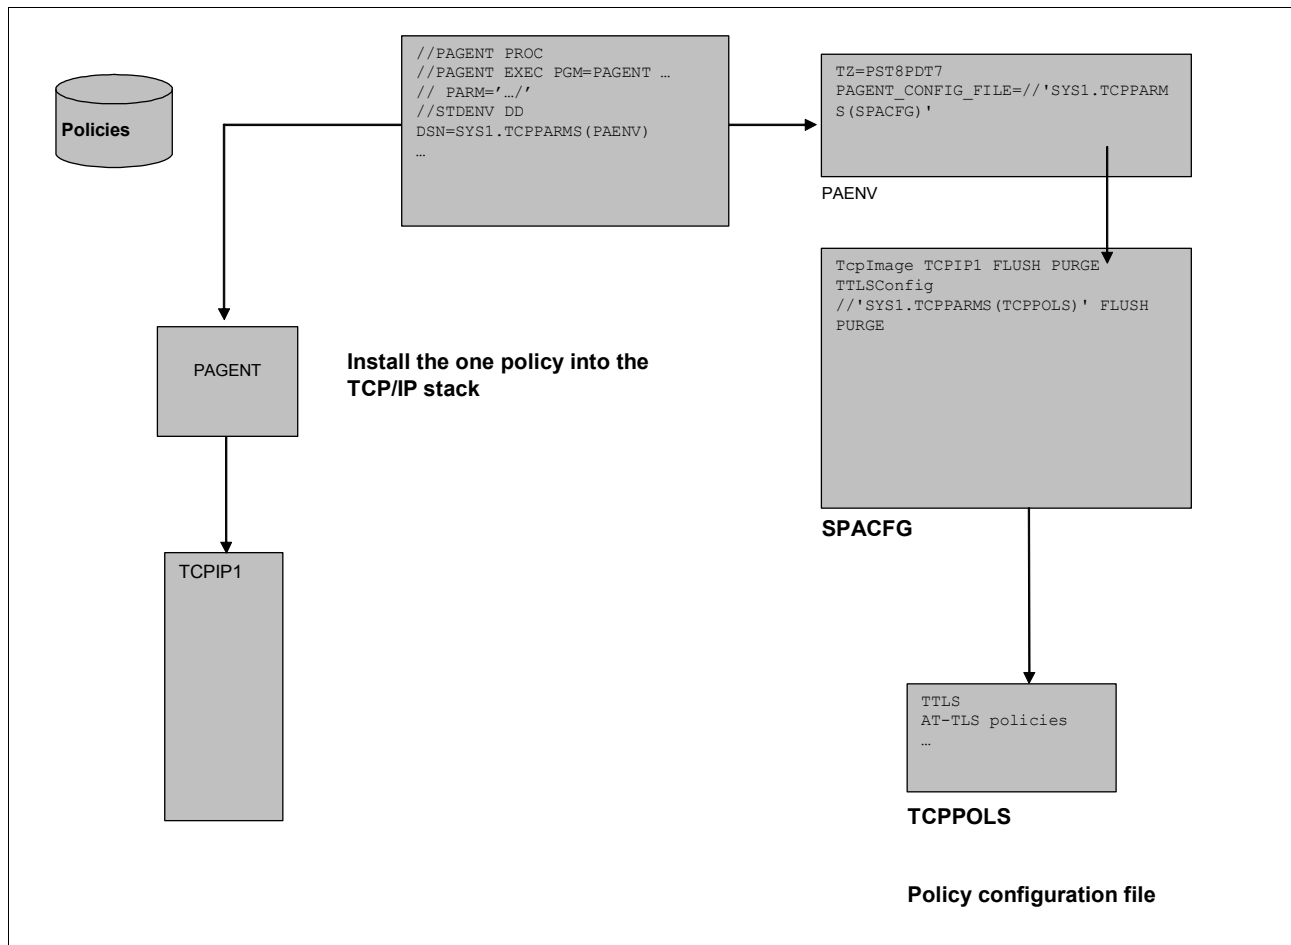 Policies
//PAGENT PROC
//PAGENT EXEC PGM=PAGENT …
// PARM=’…/’
//STDENV DD
DSN=SYS1.TCPPARMS(PAENV)
…
TZ=PST8PDT7
PAGENT_CONFIG_FILE=//'SYS1.TCPPARM
S(SPACFG)'
PAENV
TcpImage TCPIP1 FLUSH PURGE
TTLSConfig
//'SYS1.TCPPARMS(TCPPOLS)' FLUSH
PURGE
SPACFG
PAGENT
Install the one policy into the
TCP/IP stack
TCPIP1
TTLS
AT-TLS policies
…
TCPPOLS
Policy configuration file